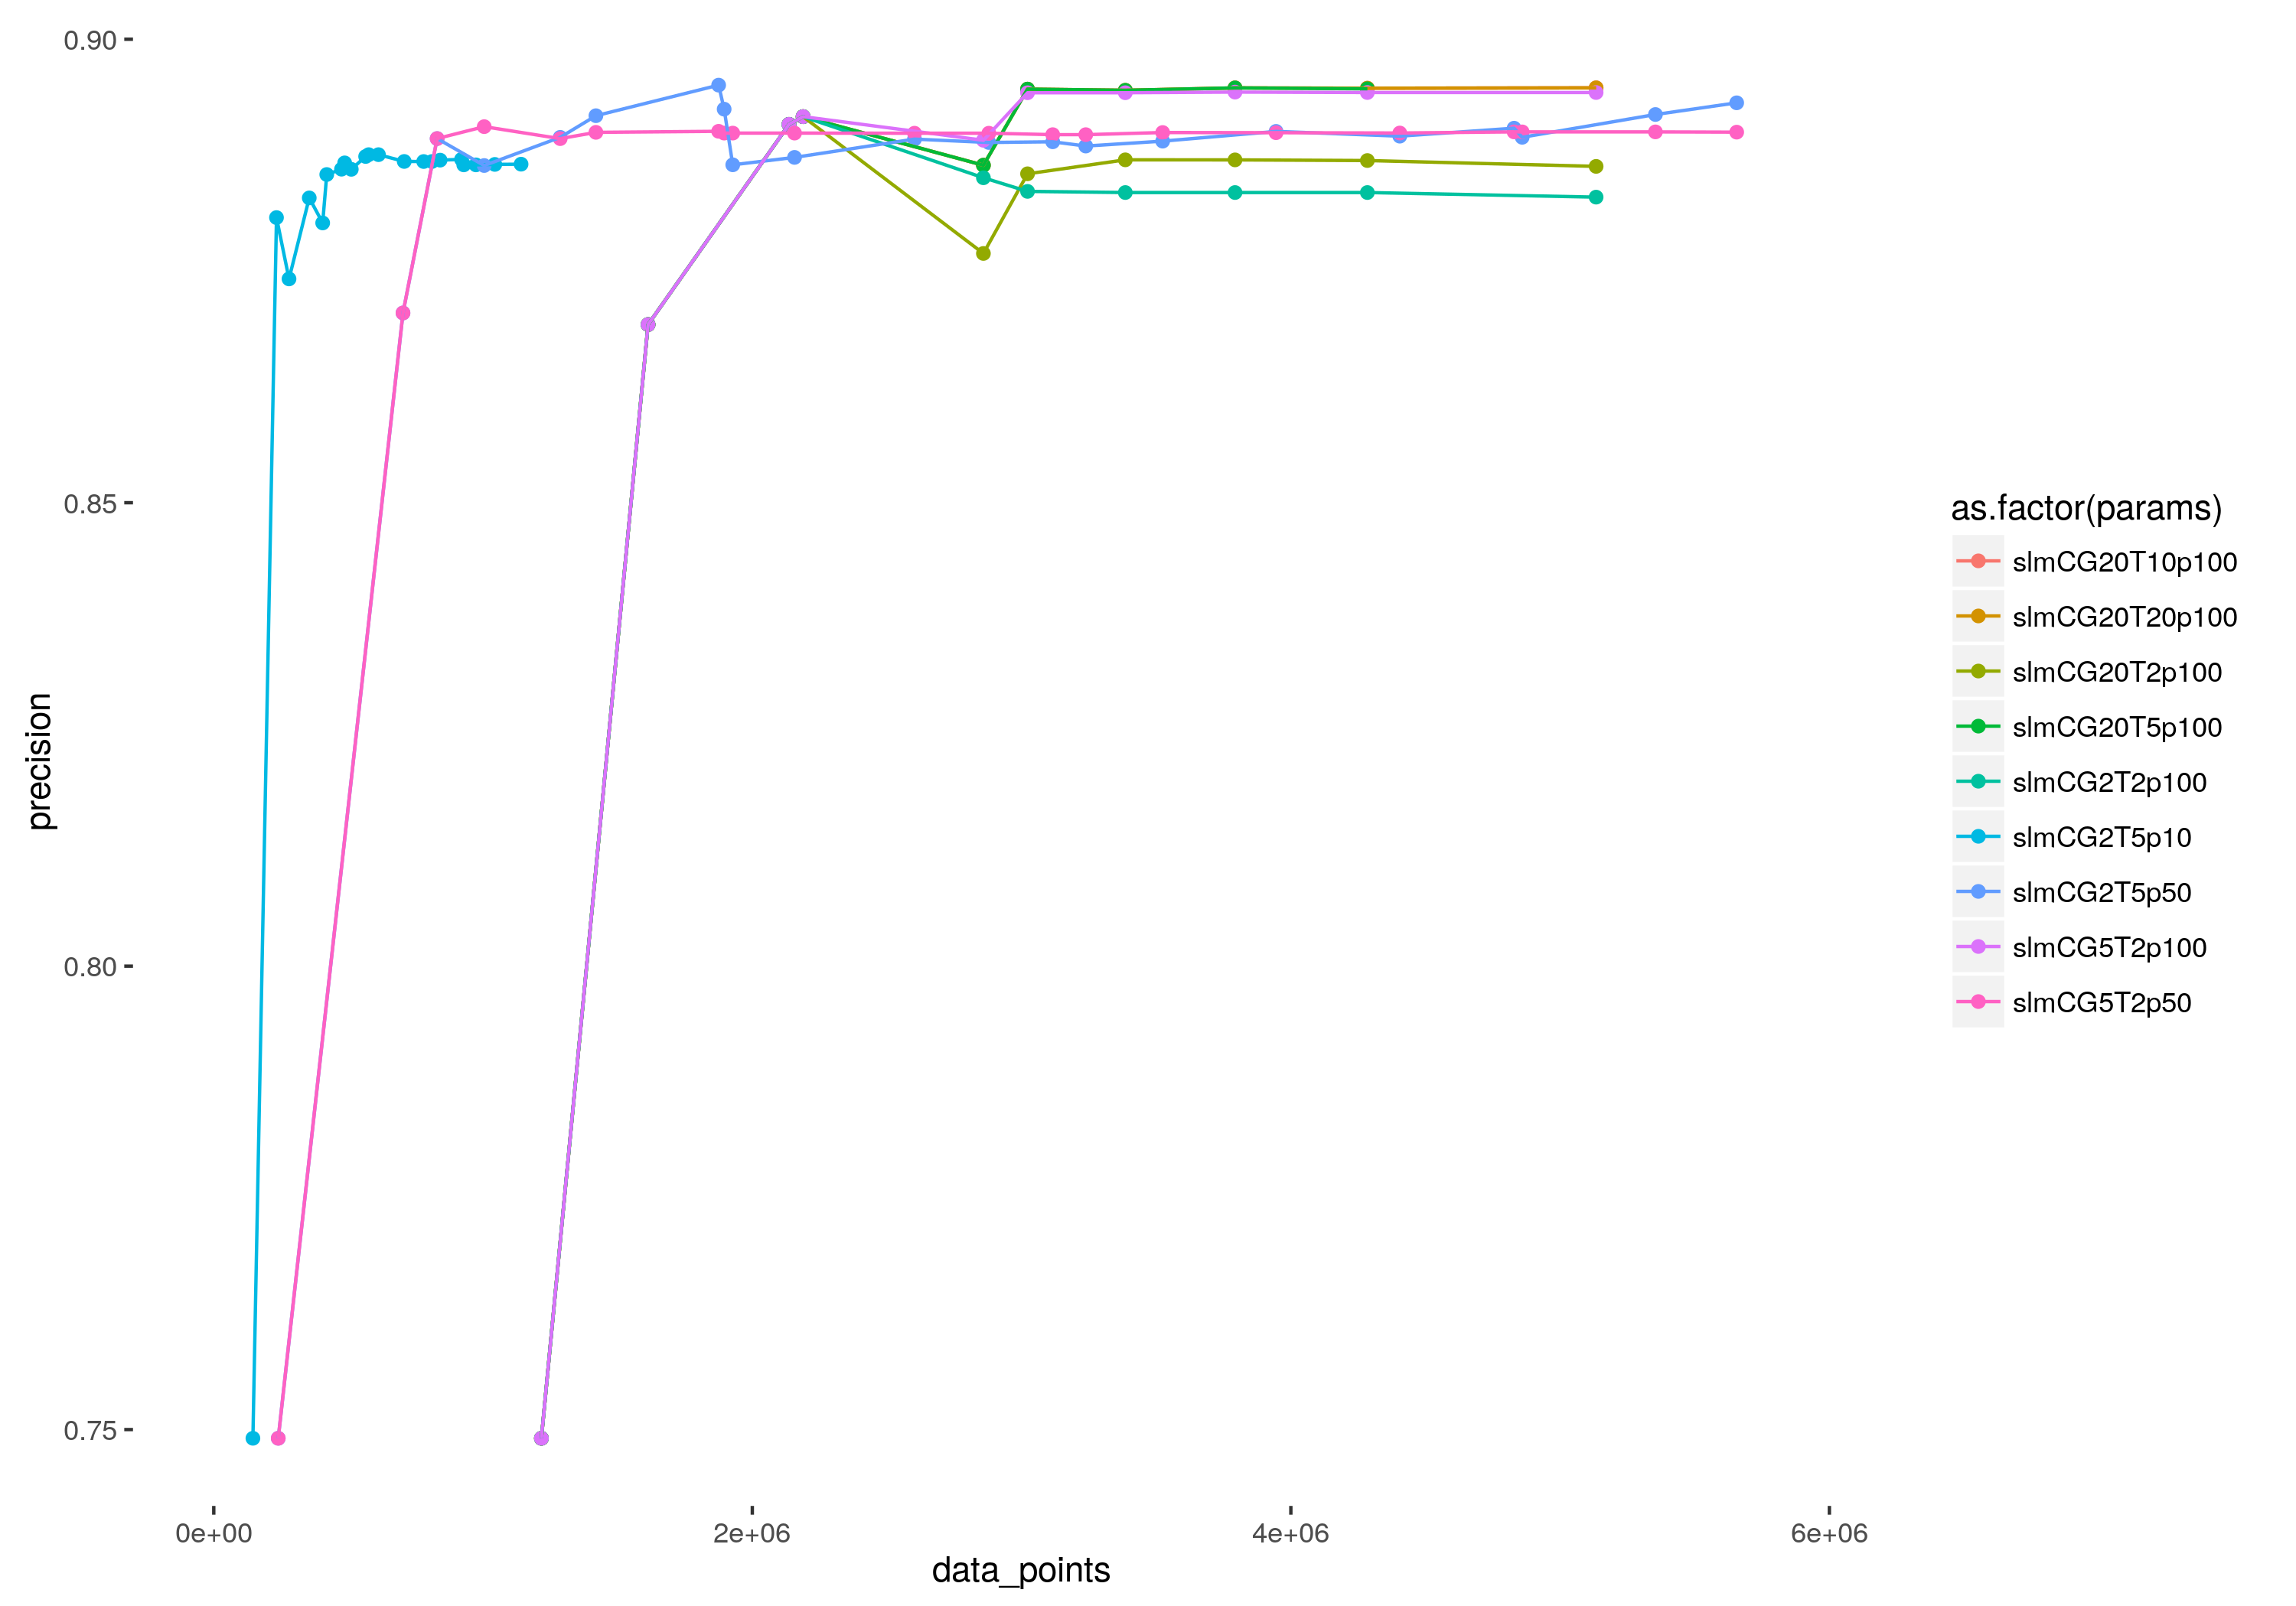 0.90
0.85
0.80
0.75
precision
0e+00
2e+06
4e+06
6e+06
data_points
as.factor(params)
slmCG20T10p100
slmCG20T20p100
slmCG20T2p100
slmCG20T5p100
slmCG2T2p100
slmCG2T5p10
slmCG2T5p50
slmCG5T2p100
slmCG5T2p50